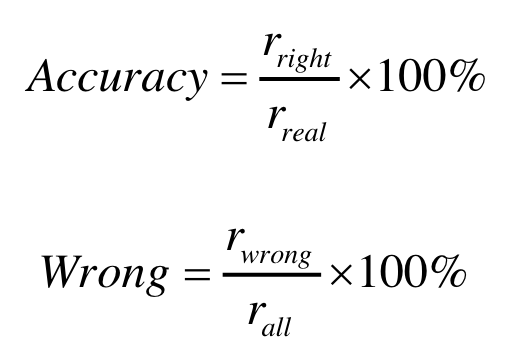 Accuracy = r_right / r_real × 100%
Wrong = r_wrong / r_all × 100%